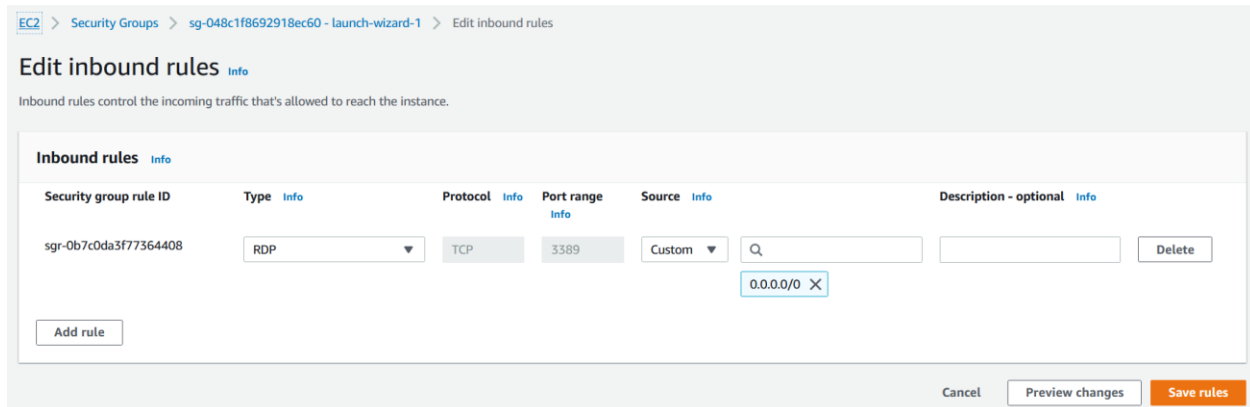 EC2 > Security Groups > sg-048c1f8692918ec60 - launch-wizard-1 > Edit inbound rules
Edit inbound rules Info
Inbound rules control the incoming traffic that's allowed to reach the instance.
Inbound rules Info
Security group rule ID Type Info Protocol Info Port range Info Source Info Description - optional Info
sgr-0b7c0da3f77364408 RDP TCP 3389 Custom Delete
0.0.0.0/0
Add rule
Cancel Preview changes Save rules